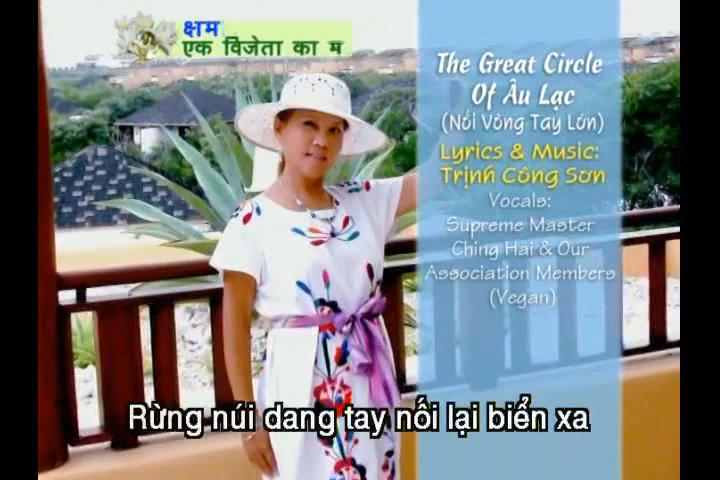 क्षम
एक विजेता का म
The Great Circle
Of Âu Lạc
(Nối Vòng Tay Lớn)
Lyrics & Music:
Trịnh Công Sơn
Vocals:
Supreme Master
Ching Hai & Our
Association Members
(Vegan)
Rừng núi dang tay nối lại biển xa